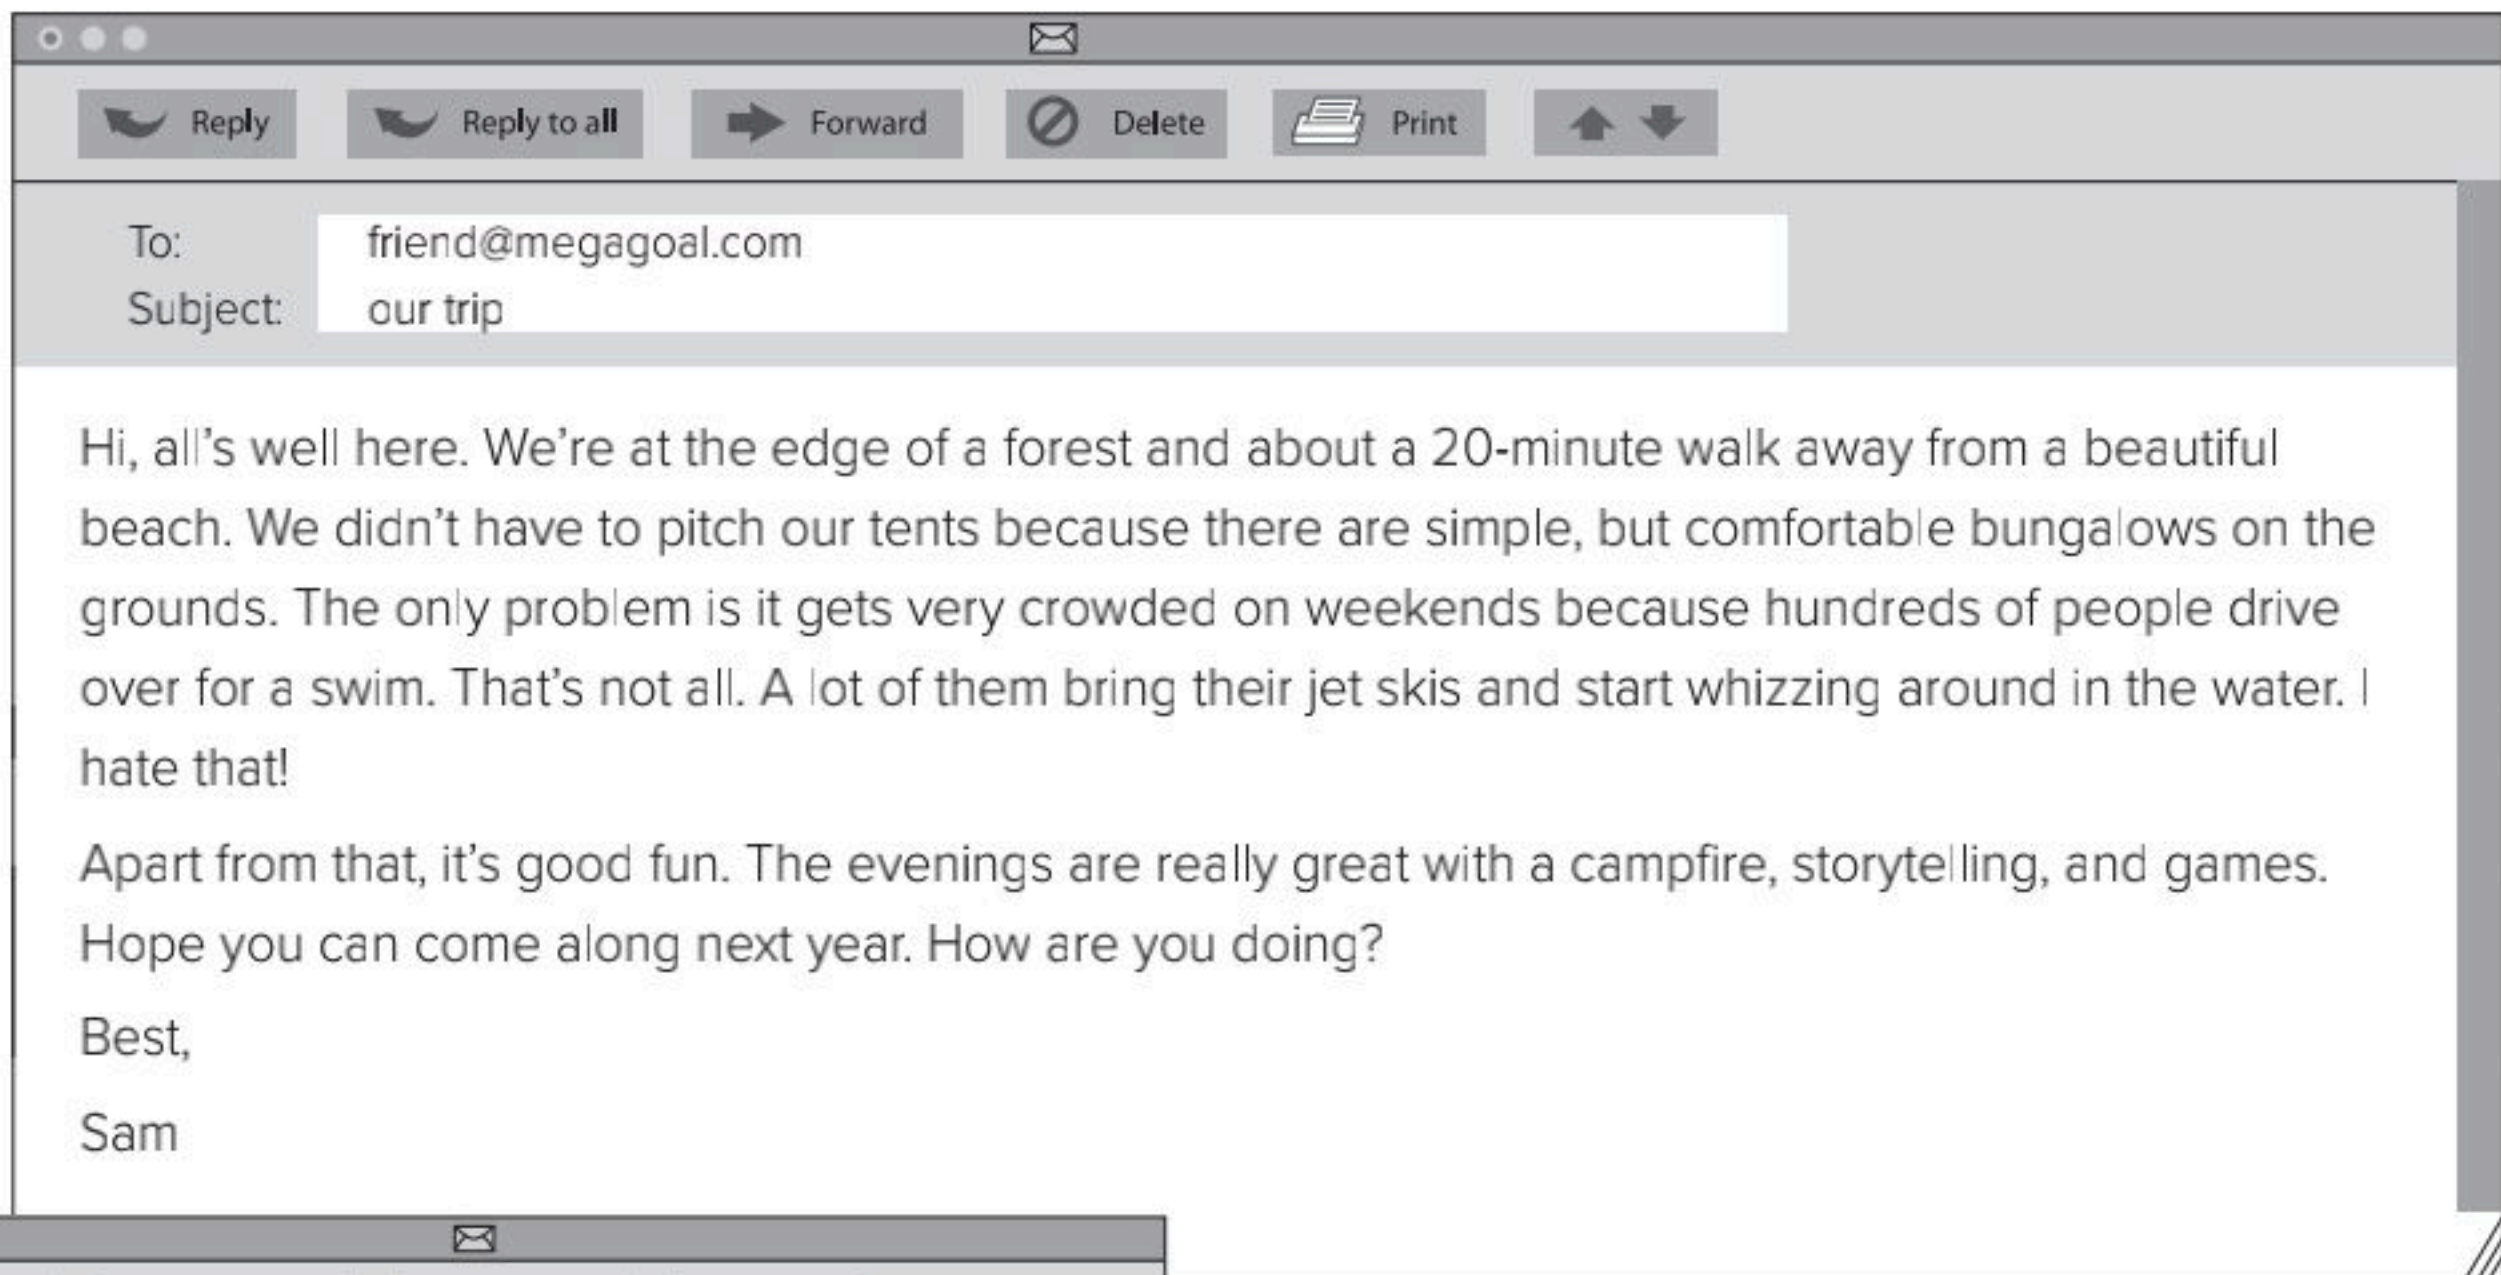 Reply Reply to all Forward Delete Print
To: friend@megagoal.com
Subject: our trip
Hi, all's well here. We're at the edge of a forest and about a 20-minute walk away from a beautiful
beach. We didn't have to pitch our tents because there are simple, but comfortable bungalows on the
grounds. The only problem is it gets very crowded on weekends because hundreds of people drive
over for a swim. That's not all. A lot of them bring their jet skis and start whizzing around in the water. I
hate that!
Apart from that, it's good fun. The evenings are really great with a campfire, storytelling, and games.
Hope you can come along next year. How are you doing?
Best,
Sam